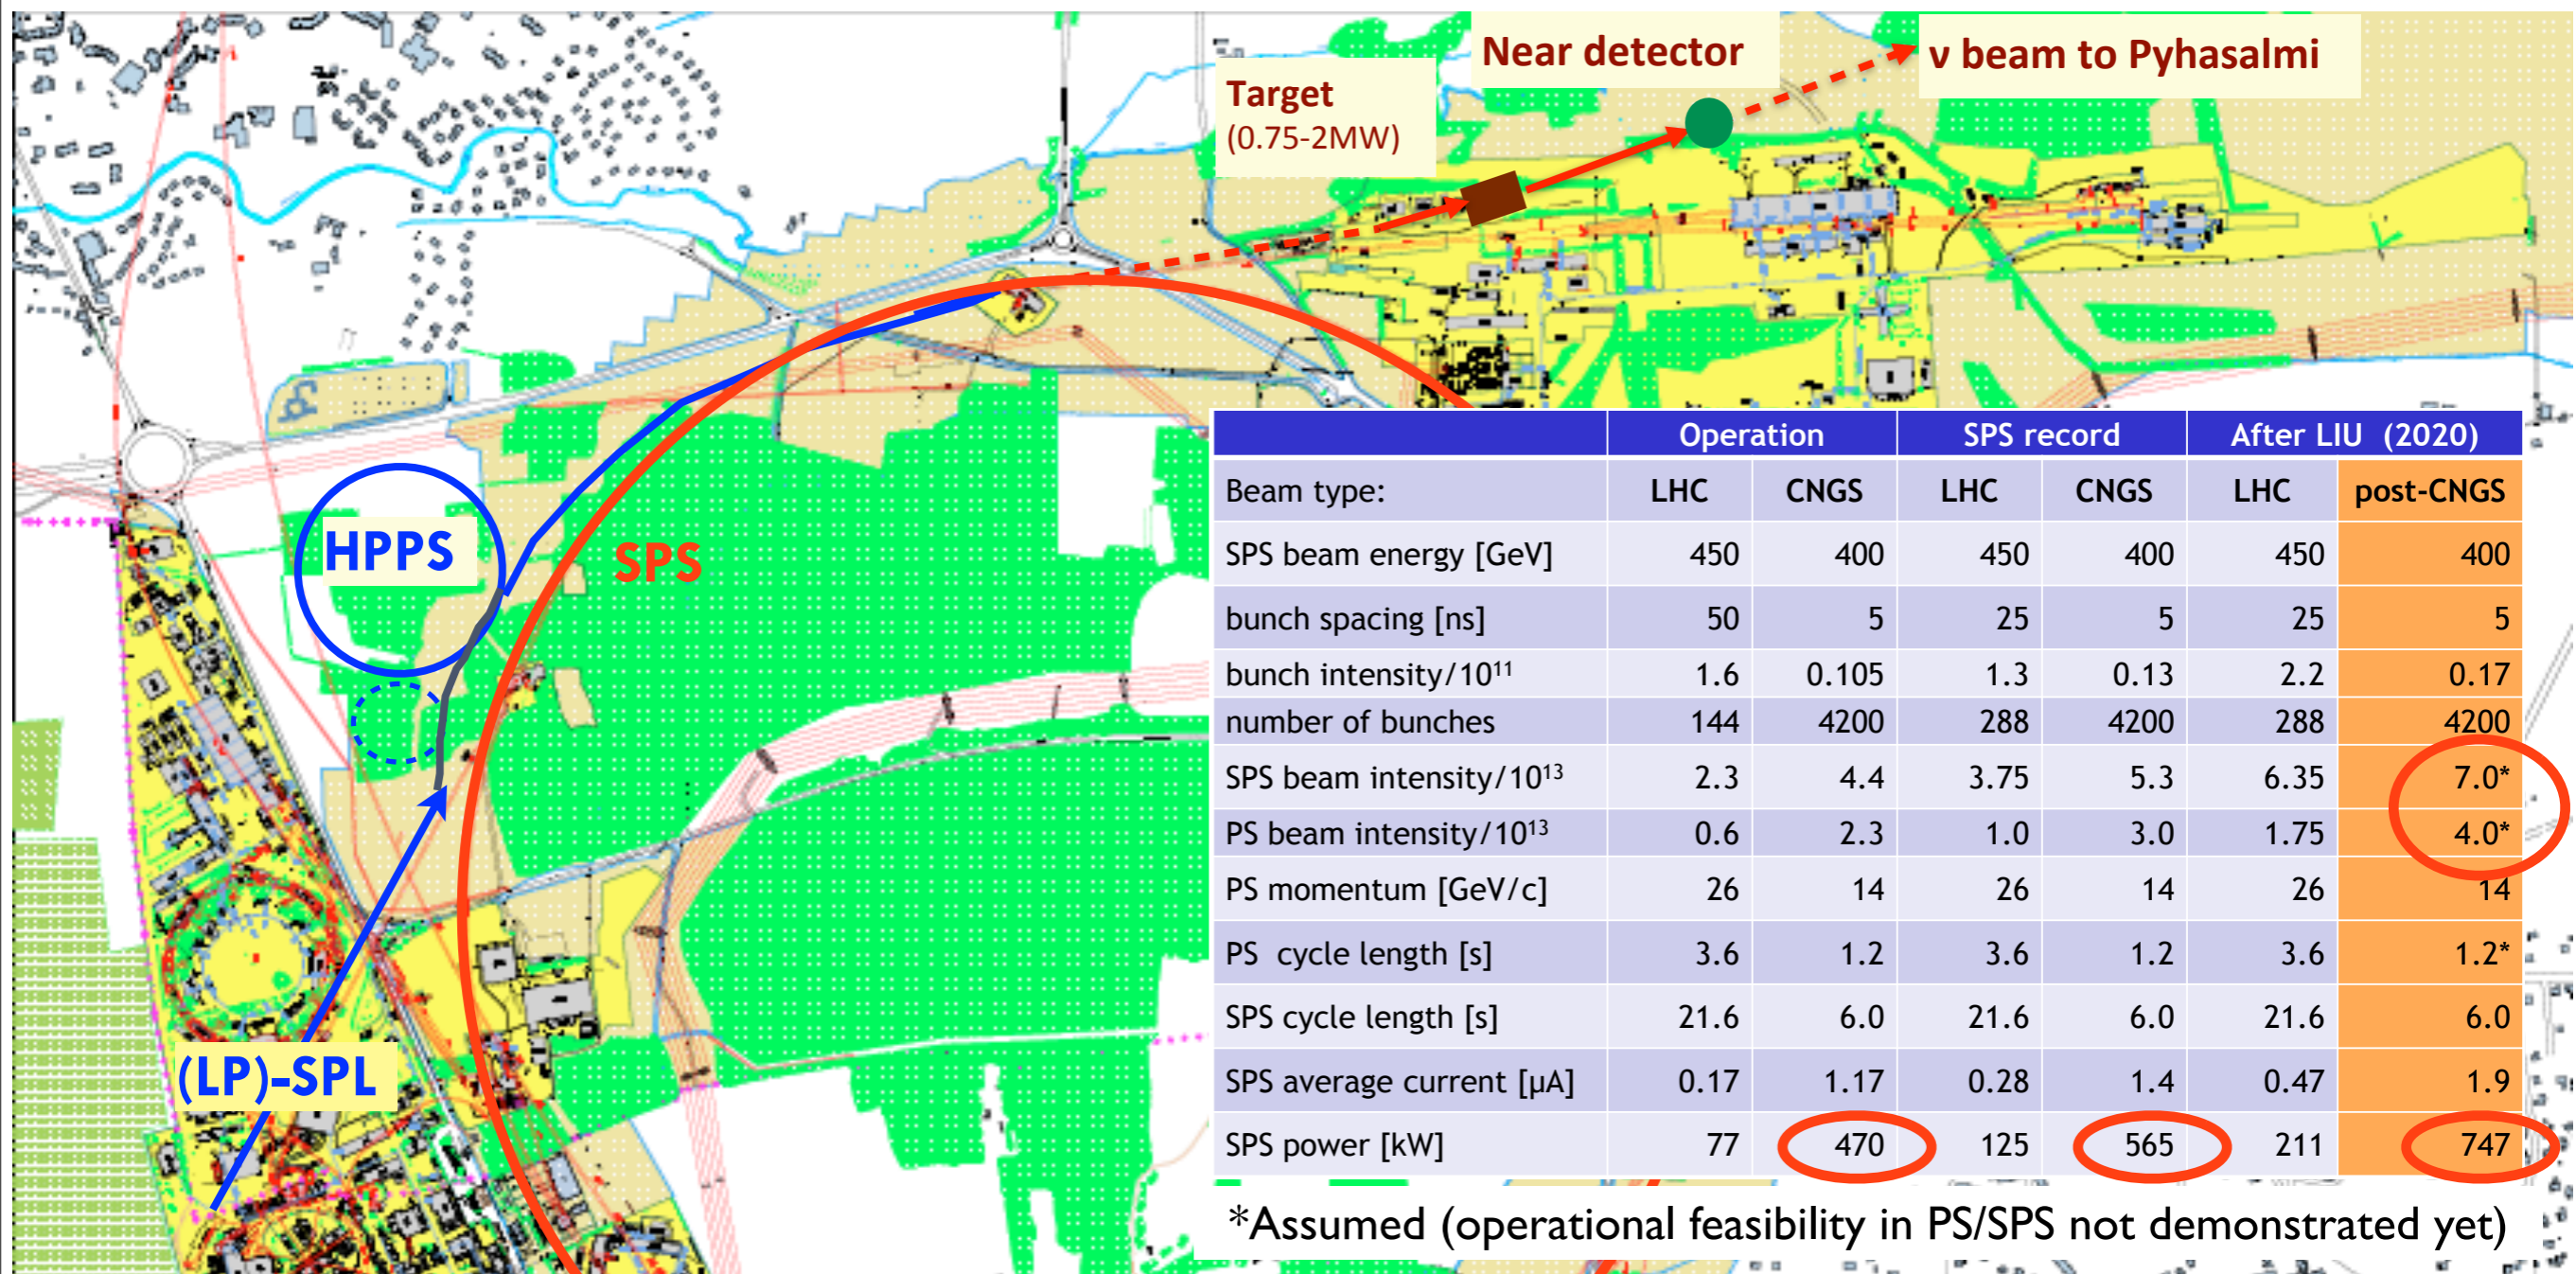 Near detector
ν beam to Pyhasalmi
Target
(0.75-2MW)
HPPS
SPS
(LP)-SPL
Operation SPS record After LIU (2020)
Beam type: LHC CNGS LHC CNGS LHC post-CNGS
SPS beam energy [GeV] 450 400 450 400 450 400
bunch spacing [ns] 50 5 25 5 25 5
bunch intensity/10¹¹ 1.6 0.105 1.3 0.13 2.2 0.17
number of bunches 144 4200 288 4200 288 4200
SPS beam intensity/10¹³ 2.3 4.4 3.75 5.3 6.35 7.0*
PS beam intensity/10¹³ 0.6 2.3 1.0 3.0 1.75 4.0*
PS momentum [GeV/c] 26 14 26 14 26 14
PS cycle length [s] 3.6 1.2 3.6 1.2 3.6 1.2*
SPS cycle length [s] 21.6 6.0 21.6 6.0 21.6 6.0
SPS average current [µA] 0.17 1.17 0.28 1.4 0.47 1.9
SPS power [kW] 77 470 125 565 211 747
*Assumed (operational feasibility in PS/SPS not demonstrated yet)